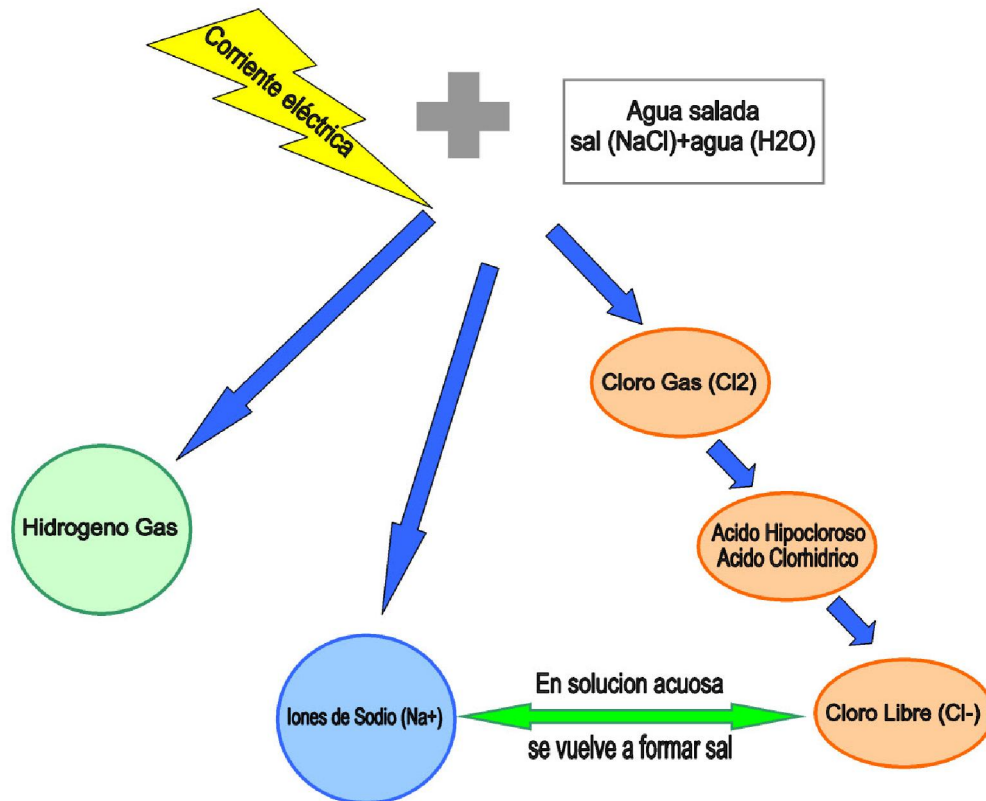 Corriente eléctrica
Agua salada
sal (NaCl)+agua (H2O)
Cloro Gas (Cl2)
Hidrogeno Gas
Acido Hipocloroso
Acido Clorhidrico
En solucion acuosa
Iones de Sodio (Na+)
Cloro Libre (Cl-)
se vuelve a formar sal